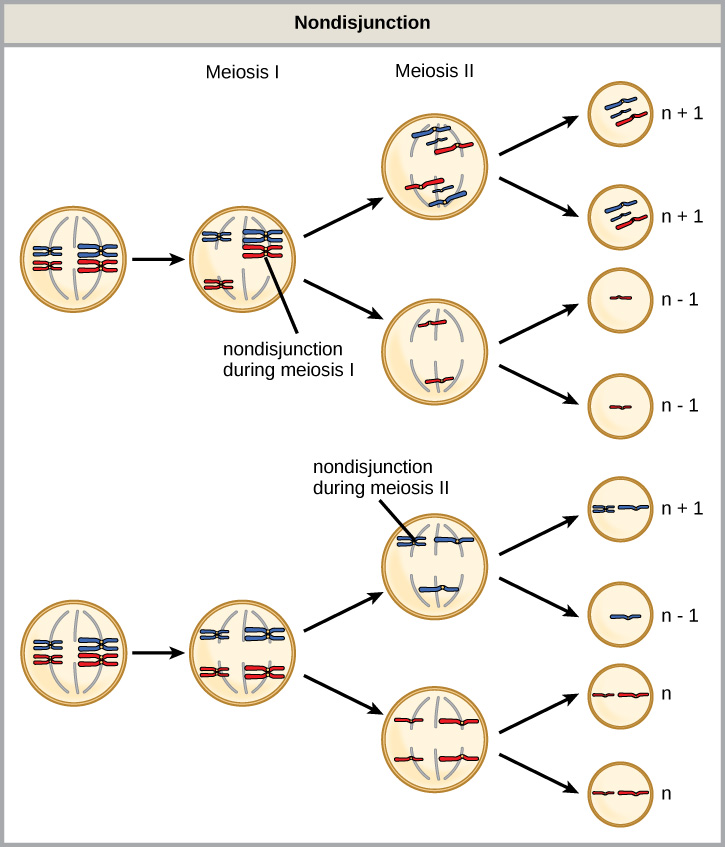 Nondisjunction
Meiosis I
Meiosis II
n + 1
n + 1
n - 1
nondisjunction
during meiosis I
n - 1
nondisjunction
during meiosis II
n + 1
n - 1
n
n